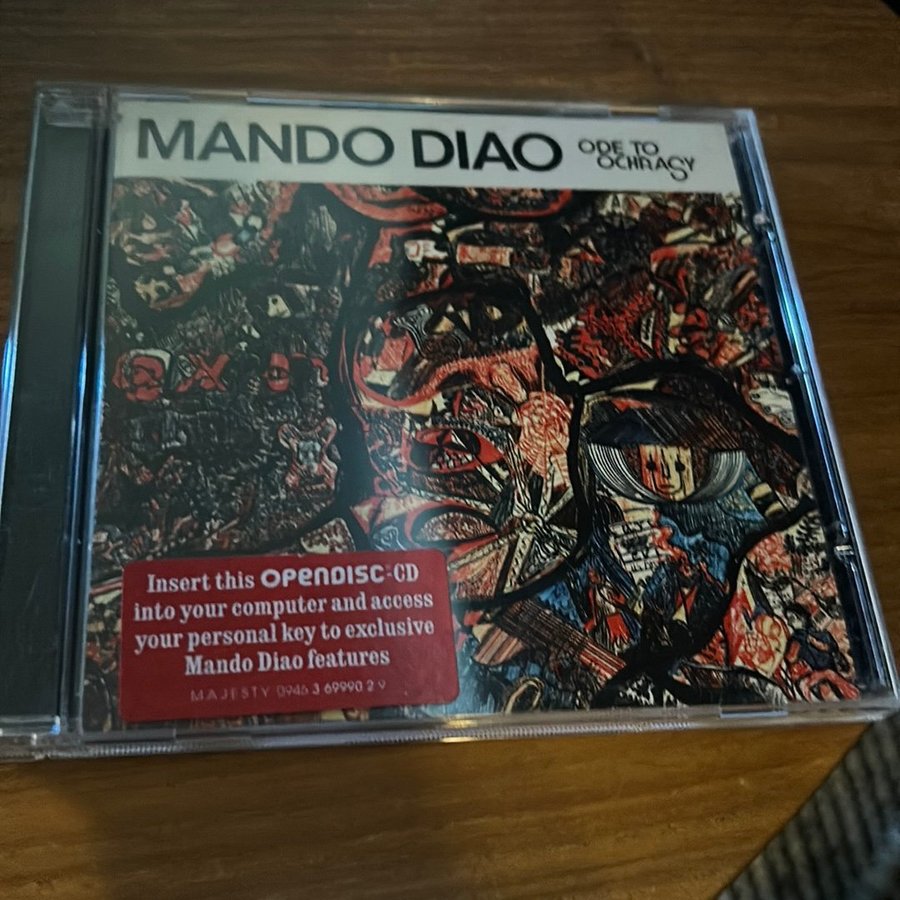 MANDO DIAO
ODE TO
OCHRASY
Insert this OPENDISC-CD
into your computer and access
your personal key to exclusive
Mando Diao features
MAJESTY 0946 3 69990 2 9